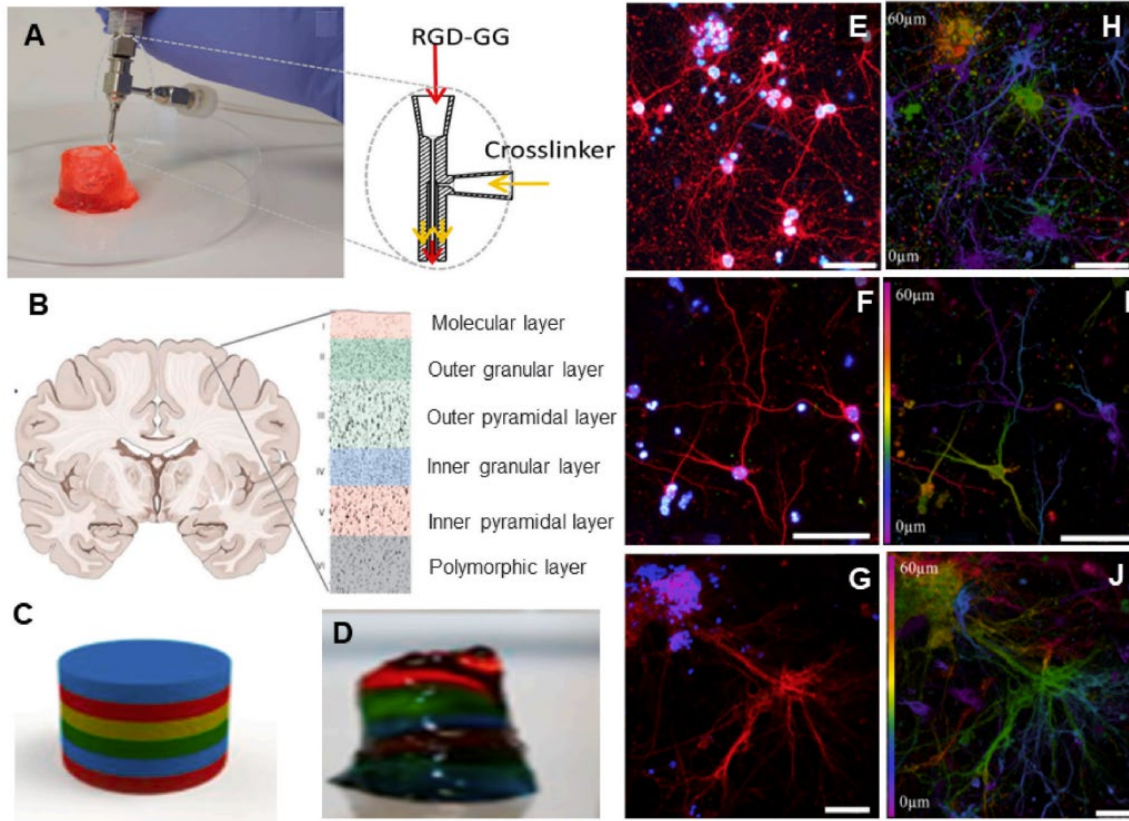 A
RGD-GG
Crosslinker
B
I
Molecular layer
II
Outer granular layer
III
Outer pyramidal layer
IV
Inner granular layer
V
Inner pyramidal layer
VI
Polymorphic layer
C
D
E
H
60μm
0μm
F
I
60μm
0μm
G
J
60μm
0μm